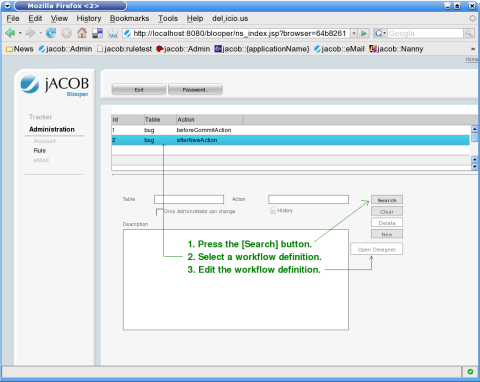 Mozilla Firefox <2>
File Edit View History Bookmarks Tools Help del.icio.us
http://localhost:8080/blooper/ns_index.jsp?browser=64b8261
Google
News jacob::Admin jacob:ruletest jacob::Admin jacob:{applicationName} jacob::eMail jacob::Nanny »
Home
jACOB
Blooper
Exit Password..
Tracker
Administration
Account
Rule
eMail
Id Table Action
1 bug beforeCommitAction
2 bug afterNewAction
Table Action Search
Only Administrator can change History Clear
Delete
Description New
Open Designer
1. Press the [Search] button.
2. Select a workflow definition.
3. Edit the workflow definition.